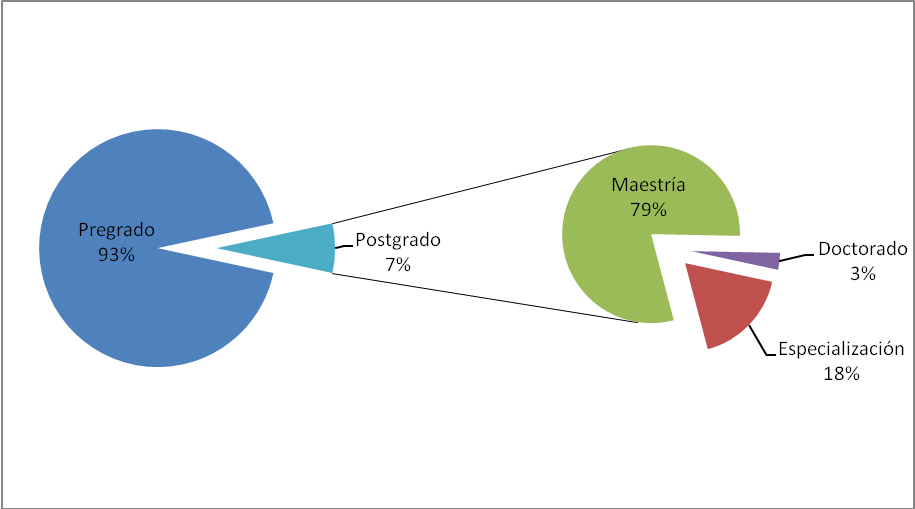 Pregrado
93%
Postgrado
7%
Maestría
79%
Doctorado
3%
Especialización
18%